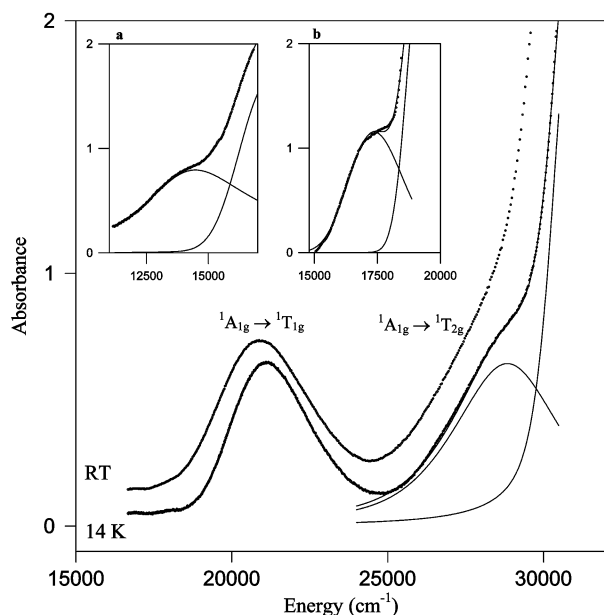 2
a
2
1
0
12500 15000
b
2
1
0
15000 17500 20000
Absorbance
1
¹A₁g → ¹T₁g
¹A₁g → ¹T₂g
RT
14 K
0
15000 20000 25000 30000
Energy (cm⁻¹)